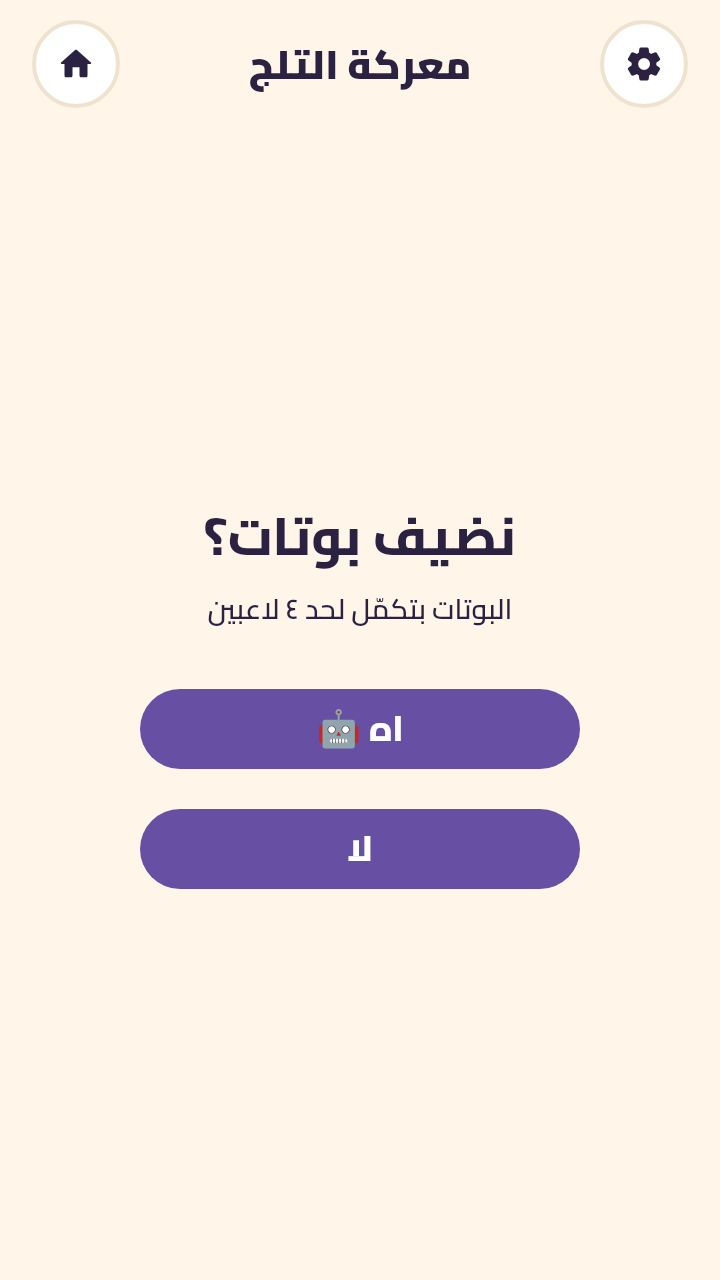 معركة التلج
نضيف بوتات؟
البوتات بتكمّل لحد ٤ لاعبين
اه 🤖
لا